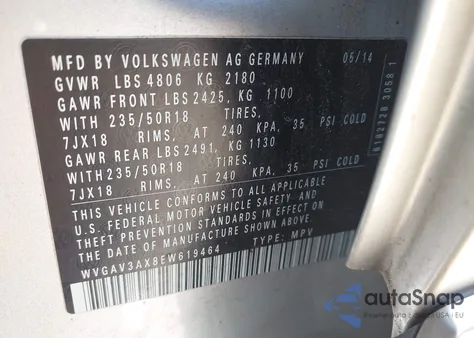 MFD BY VOLKSWAGEN AG GERMANY 05/14
GVWR LBS 4806 KG 2180
GAWR FRONT LBS 2425, KG 1100
WITH 235/50R18 TIRES,
7JX18 RIMS, AT 240 KPA, 35 PSI COLD
GAWR REAR LBS 2491, KG 1130
WITH 235/50R18 TIRES,
7JX18 RIMS, AT 240 KPA, 35 PSI COLD
THIS VEHICLE CONFORMS TO ALL APPLICABLE
U.S. FEDERAL MOTOR VEHICLE SAFETY AND
THEFT PREVENTION STANDARDS IN EFFECT ON
THE DATE OF MANUFACTURE SHOWN ABOVE.
WVGAV3AX8EW619464 TYPE: MPV
autoSnap
USA i EU